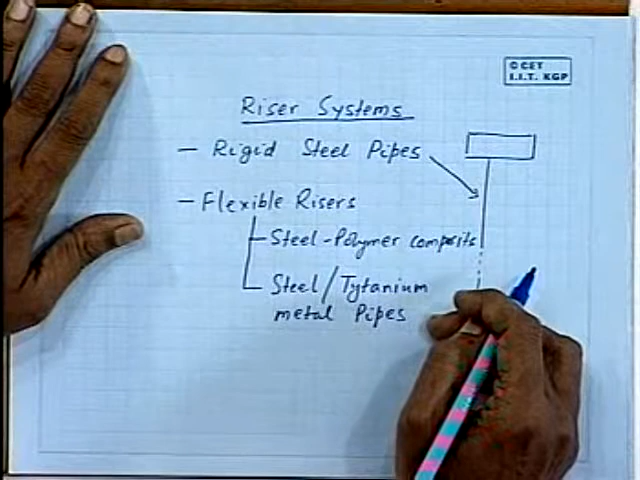 © CET
I.I.T. KGP
Riser Systems
- Rigid Steel Pipes
- Flexible Risers
- Steel-Polymer composits
- Steel/Tytanium
metal Pipes